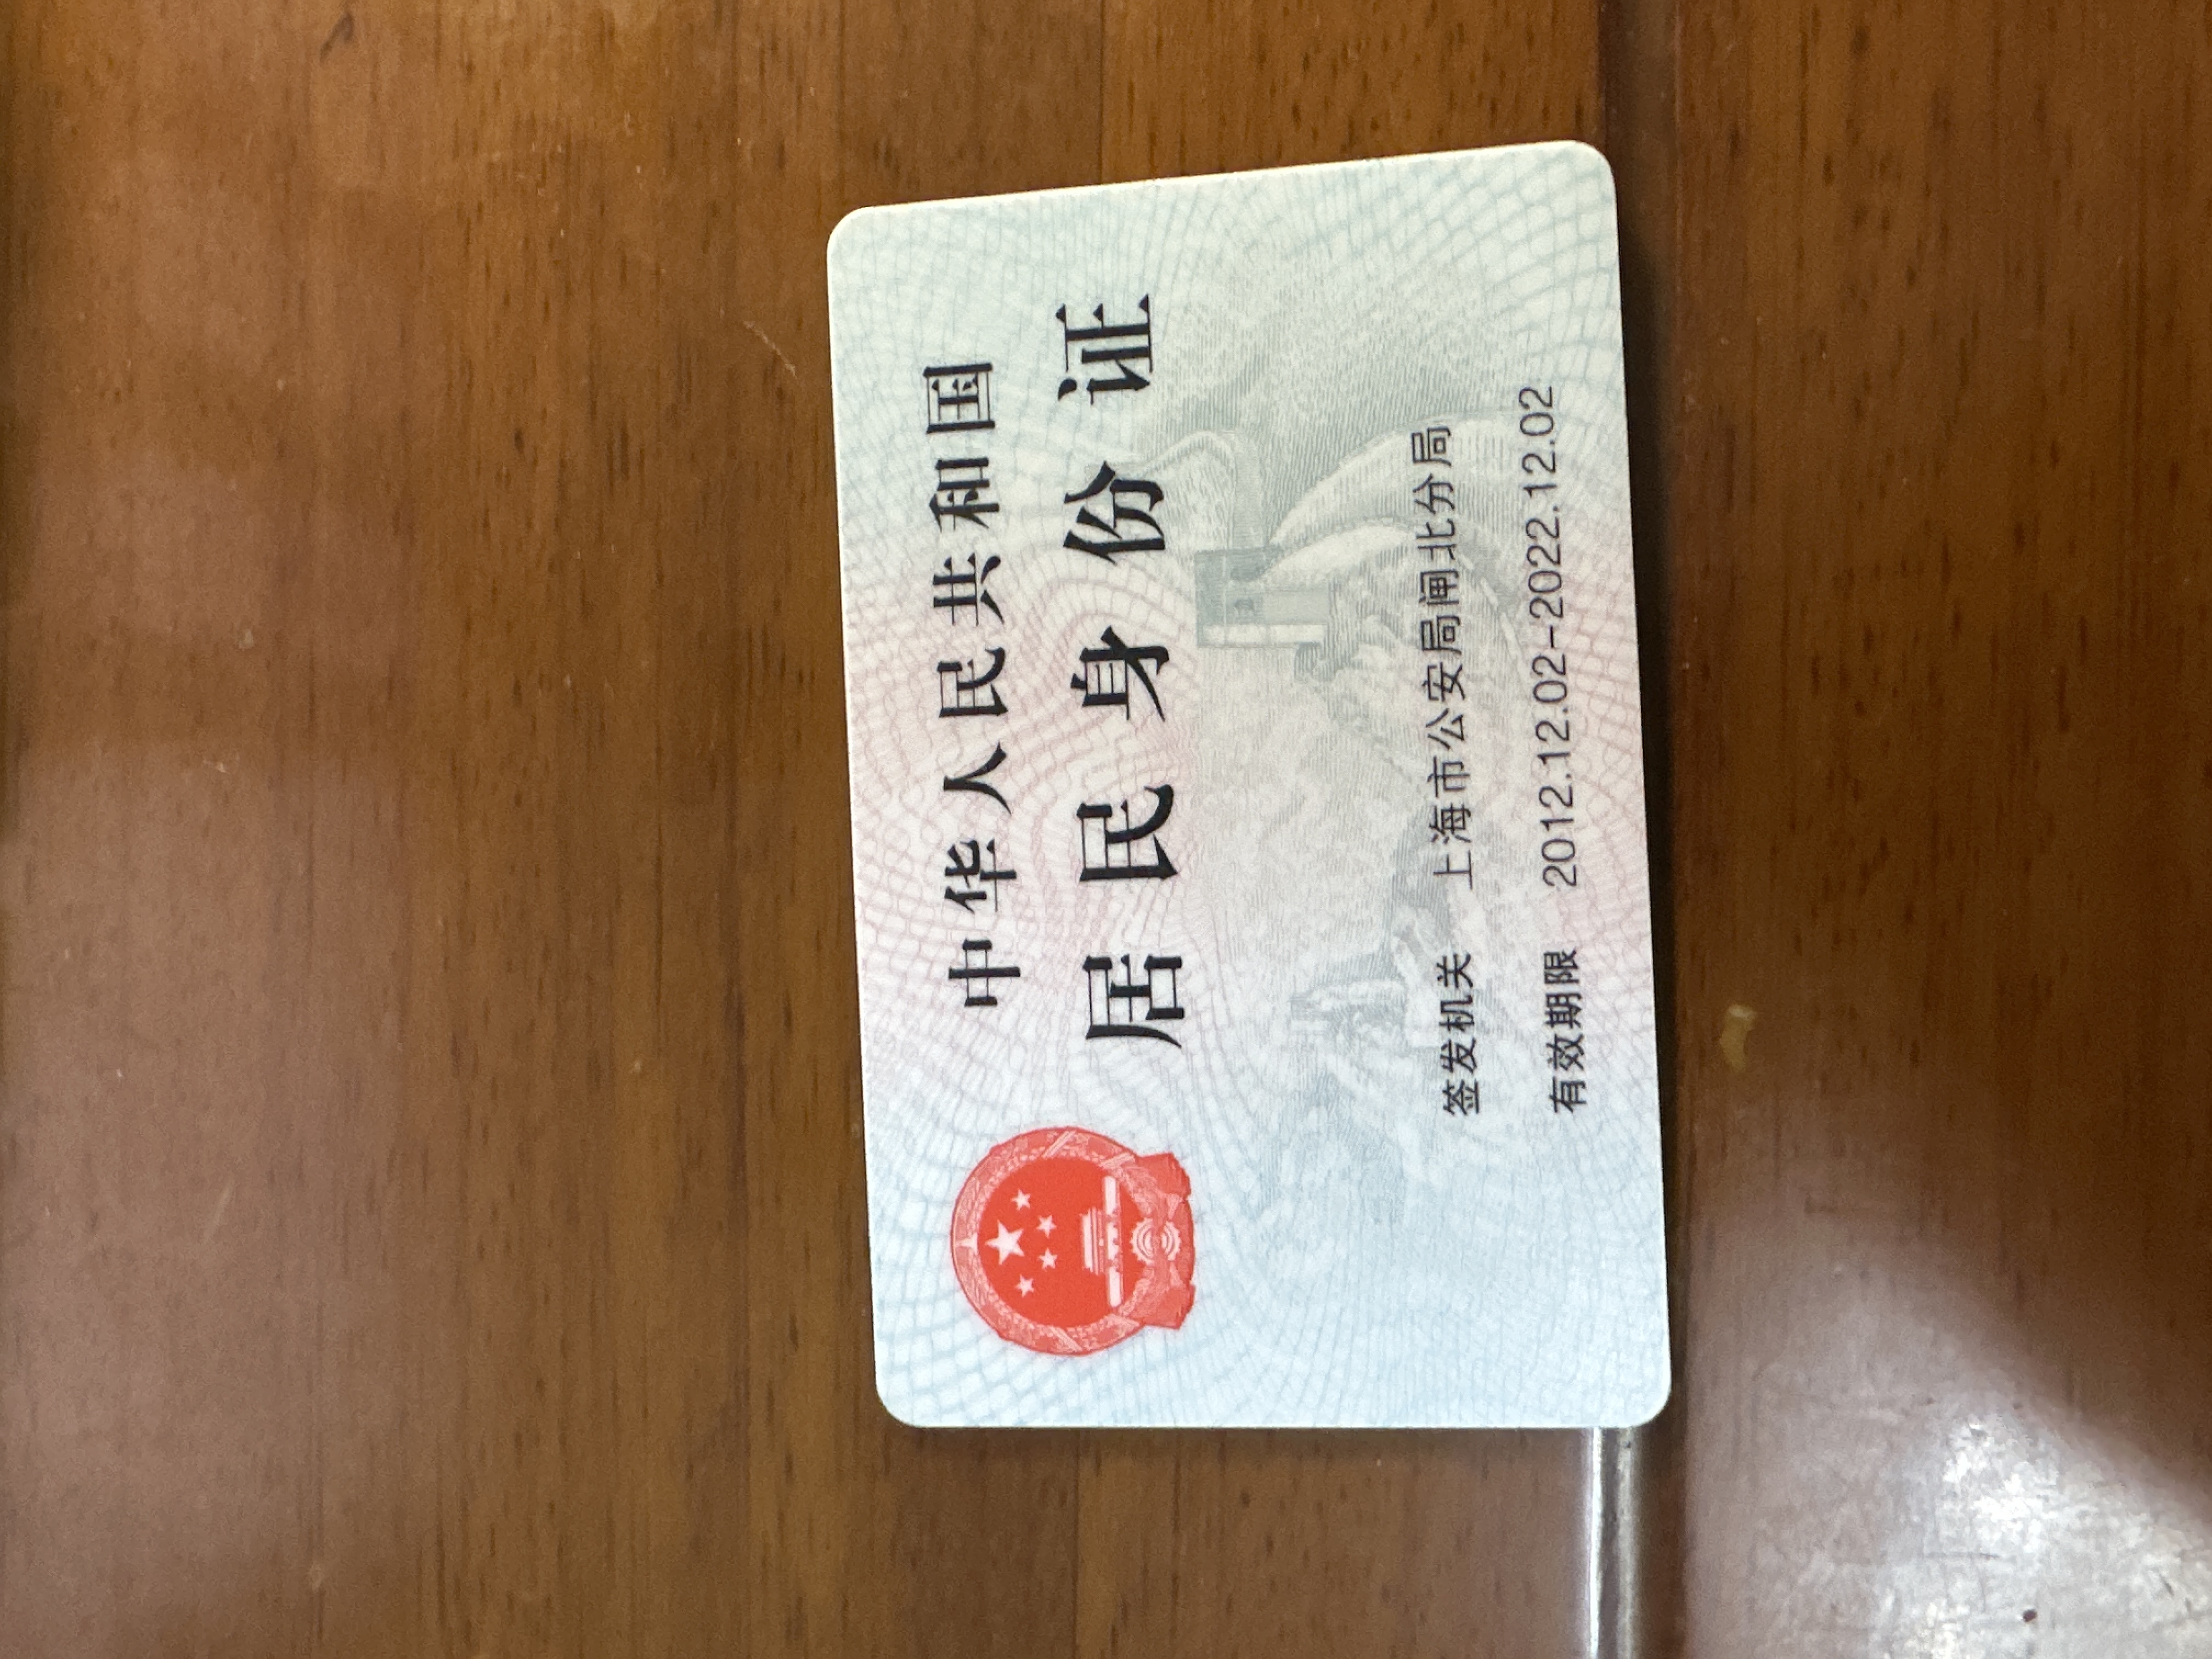 中华人民共和国
居民身份证
签发机关 上海市公安局闸北分局
有效期限 2012.12.02-2022.12.02